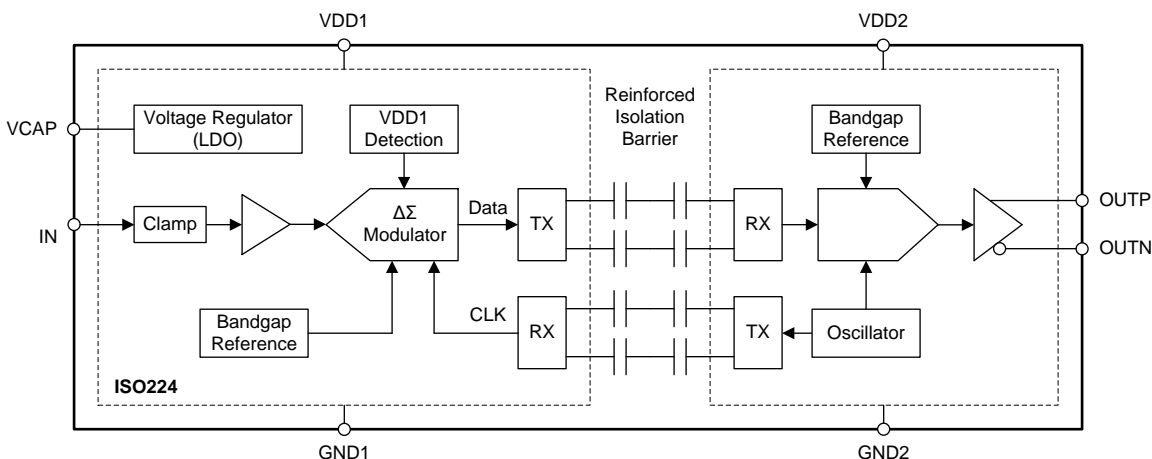 VDD1
VDD2
VCAP
Voltage Regulator
(LDO)
VDD1
Detection
Reinforced
Isolation
Barrier
Bandgap
Reference
IN
Clamp
ΔΣ
Modulator
Data
TX
RX
OUTP
OUTN
Bandgap
Reference
CLK
RX
TX
Oscillator
ISO224
GND1
GND2